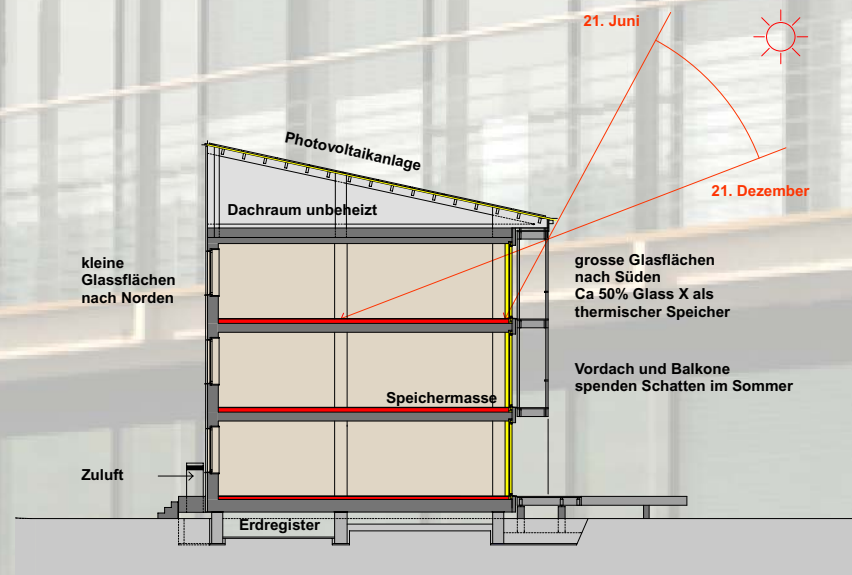 21. Juni
Photovoltaikanlage
21. Dezember
Dachraum unbeheizt
kleine
Glassflächen
nach Norden
grosse Glasflächen
nach Süden
Ca 50% Glass X als
thermischer Speicher
Vordach und Balkone
spenden Schatten im Sommer
Speichermasse
Zuluft
Erdregister